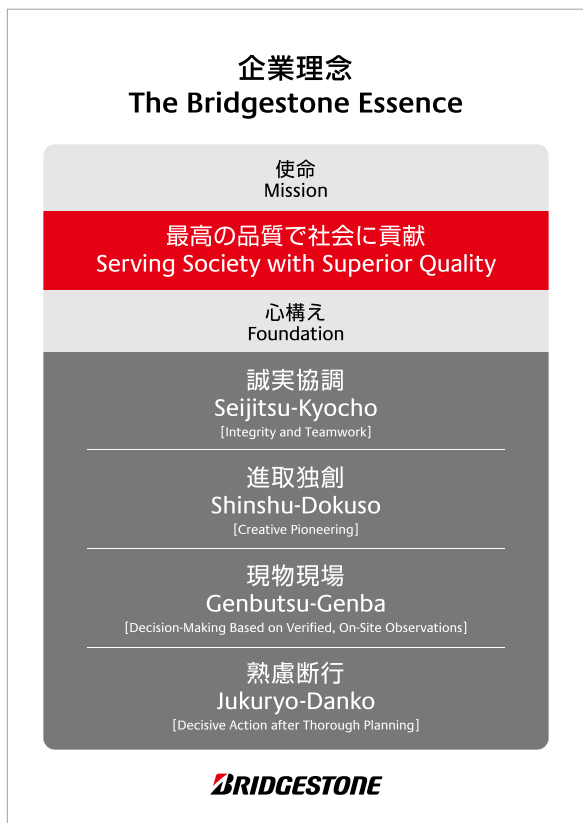 企業理念
The Bridgestone Essence
使命
Mission
最高の品質で社会に貢献
Serving Society with Superior Quality
心構え
Foundation
誠実協調
Seijitsu-Kyocho
[Integrity and Teamwork]
進取独創
Shinshu-Dokuso
[Creative Pioneering]
現物現場
Genbutsu-Genba
[Decision-Making Based on Verified, On-Site Observations]
熟慮断行
Jukuryo-Danko
[Decisive Action after Thorough Planning]
BRIDGESTONE